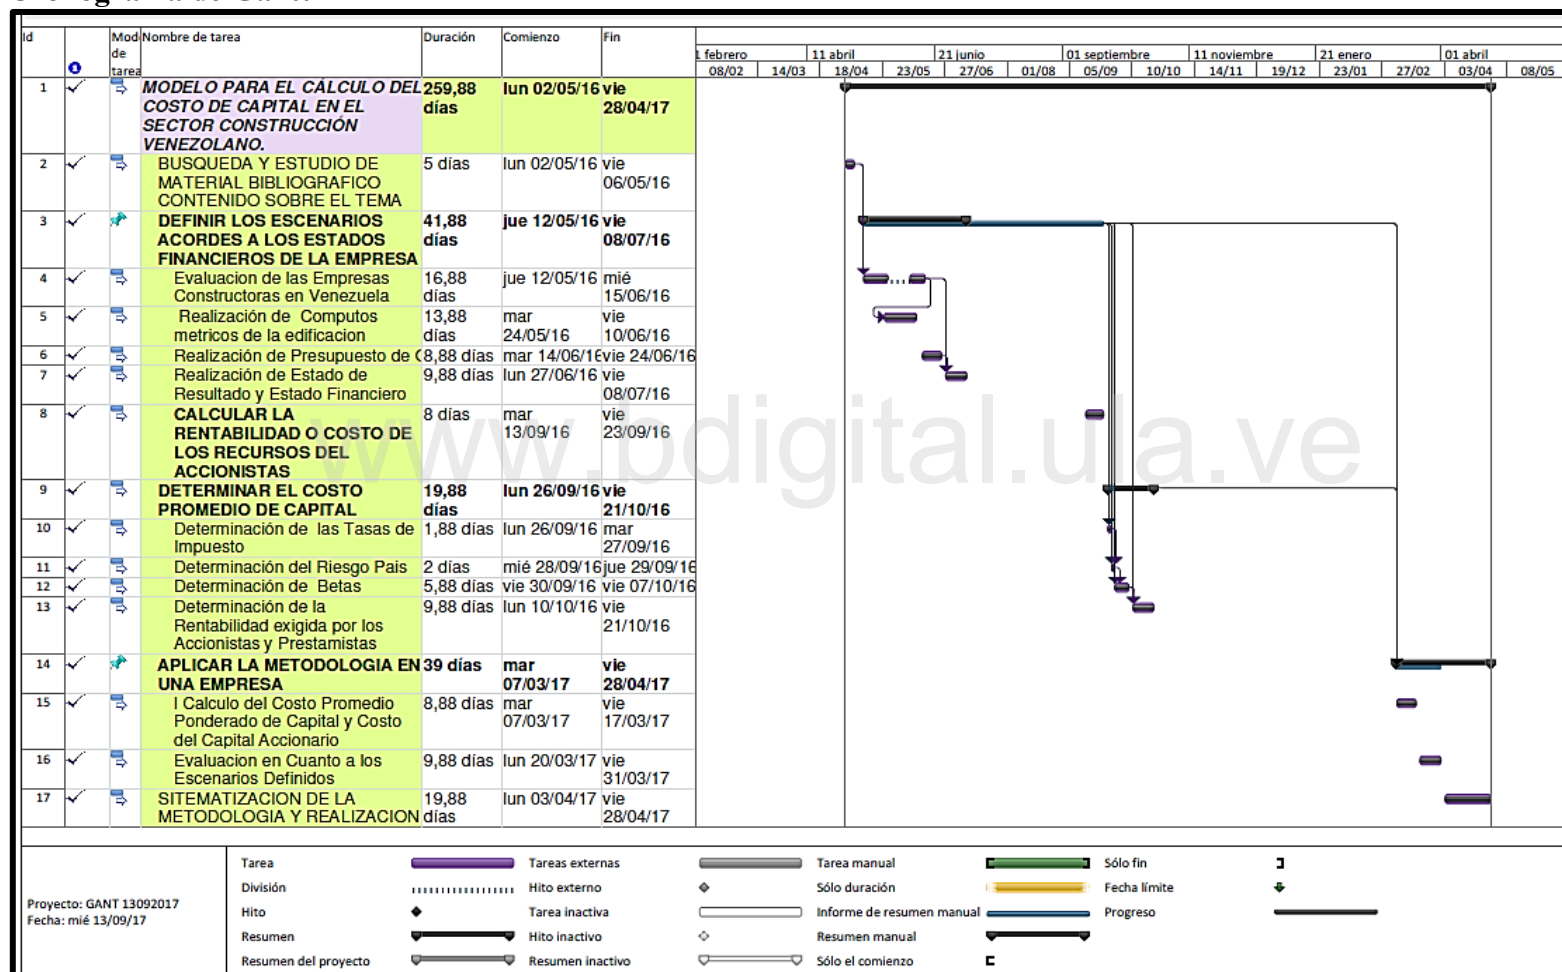 Id
Mod de tarea
Nombre de tarea
Duración
Comienzo
Fin
febrero
11 abril
21 junio
01 septiembre
11 noviembre
21 enero
01 abril
08/02 14/03 18/04 23/05 27/06 01/08 05/09 10/10 14/11 19/12 23/01 27/02 03/04 08/05
1 MODELO PARA EL CÁLCULO DEL 259,88 lun 02/05/16 vie
COSTO DE CAPITAL EN EL días 28/04/17
SECTOR CONSTRUCCIÓN
VENEZOLANO.
2 BUSQUEDA Y ESTUDIO DE 5 días lun 02/05/16 vie
MATERIAL BIBLIOGRAFICO 06/05/16
CONTENIDO SOBRE EL TEMA
3 DEFINIR LOS ESCENARIOS 41,88 jue 12/05/16 vie
ACORDES A LOS ESTADOS días 08/07/16
FINANCIEROS DE LA EMPRESA
4 Evaluacion de las Empresas 16,88 jue 12/05/16 mié
Constructoras en Venezuela días 15/06/16
5 Realización de Computos 13,88 mar vie
metricos de la edificacion días 24/05/16 10/06/16
6 Realización de Presupuesto de 8,88 días mar 14/06/16 vie 24/06/16
7 Realización de Estado de 9,88 días lun 27/06/16 vie
Resultado y Estado Financiero 08/07/16
8 CALCULAR LA 8 días mar vie
RENTABILIDAD O COSTO DE 13/09/16 23/09/16
LOS RECURSOS DEL
ACCIONISTAS
9 DETERMINAR EL COSTO 19,88 lun 26/09/16 vie
PROMEDIO DE CAPITAL días 21/10/16
10 Determinación de las Tasas de 1,88 días lun 26/09/16 mar
Impuesto 27/09/16
11 Determinación del Riesgo Pais 2 días mié 28/09/16 jue 29/09/16
12 Determinación de Betas 5,88 días vie 30/09/16 vie 07/10/16
13 Determinación de la 9,88 días lun 10/10/16 vie
Rentabilidad exigida por los 21/10/16
Accionistas y Prestamistas
14 APLICAR LA METODOLOGIA EN 39 días mar vie
UNA EMPRESA 07/03/17 28/04/17
15 I Calculo del Costo Promedio 8,88 días mar vie
Ponderado de Capital y Costo 07/03/17 17/03/17
del Capital Accionario
16 Evaluacion en Cuanto a los 9,88 días lun 20/03/17 vie
Escenarios Definidos 31/03/17
17 SITEMATIZACION DE LA 19,88 lun 03/04/17 vie
METODOLOGIA Y REALIZACION días 28/04/17
www.bdigital.ula.ve
Proyecto: GANT 13092017
Fecha: mié 13/09/17
Tarea Tareas externas Tarea manual Sólo fin
División Hito externo Sólo duración Fecha límite
Hito Tarea inactiva Informe de resumen manual Progreso
Resumen Hito inactivo Resumen manual
Resumen del proyecto Resumen inactivo Sólo el comienzo